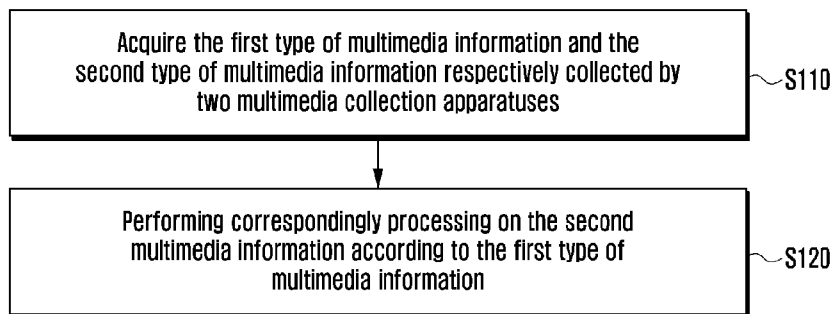 Acquire the first type of multimedia information and the
second type of multimedia information respectively collected by
two multimedia collection apparatuses
S110
Performing correspondingly processing on the second
multimedia information according to the first type of
multimedia information
S120